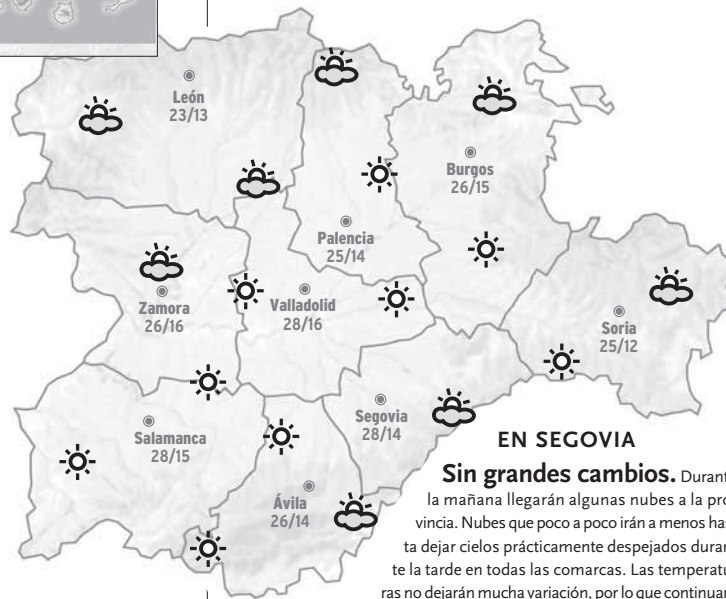 León
23/13
Burgos
26/15
Palencia
25/14
Zamora
26/16
Valladolid
28/16
Soria
25/12
Salamanca
28/15
Segovia
28/14
Ávila
26/14
EN SEGOVIA
Sin grandes cambios. Durant
la mañana llegarán algunas nubes a la pro
vincia. Nubes que poco a poco irán a menos ha
ta dejar cielos prácticamente despejados duran
te la tarde en todas las comarcas. Las temperatu
ras no dejarán mucha variación, por lo que continuar